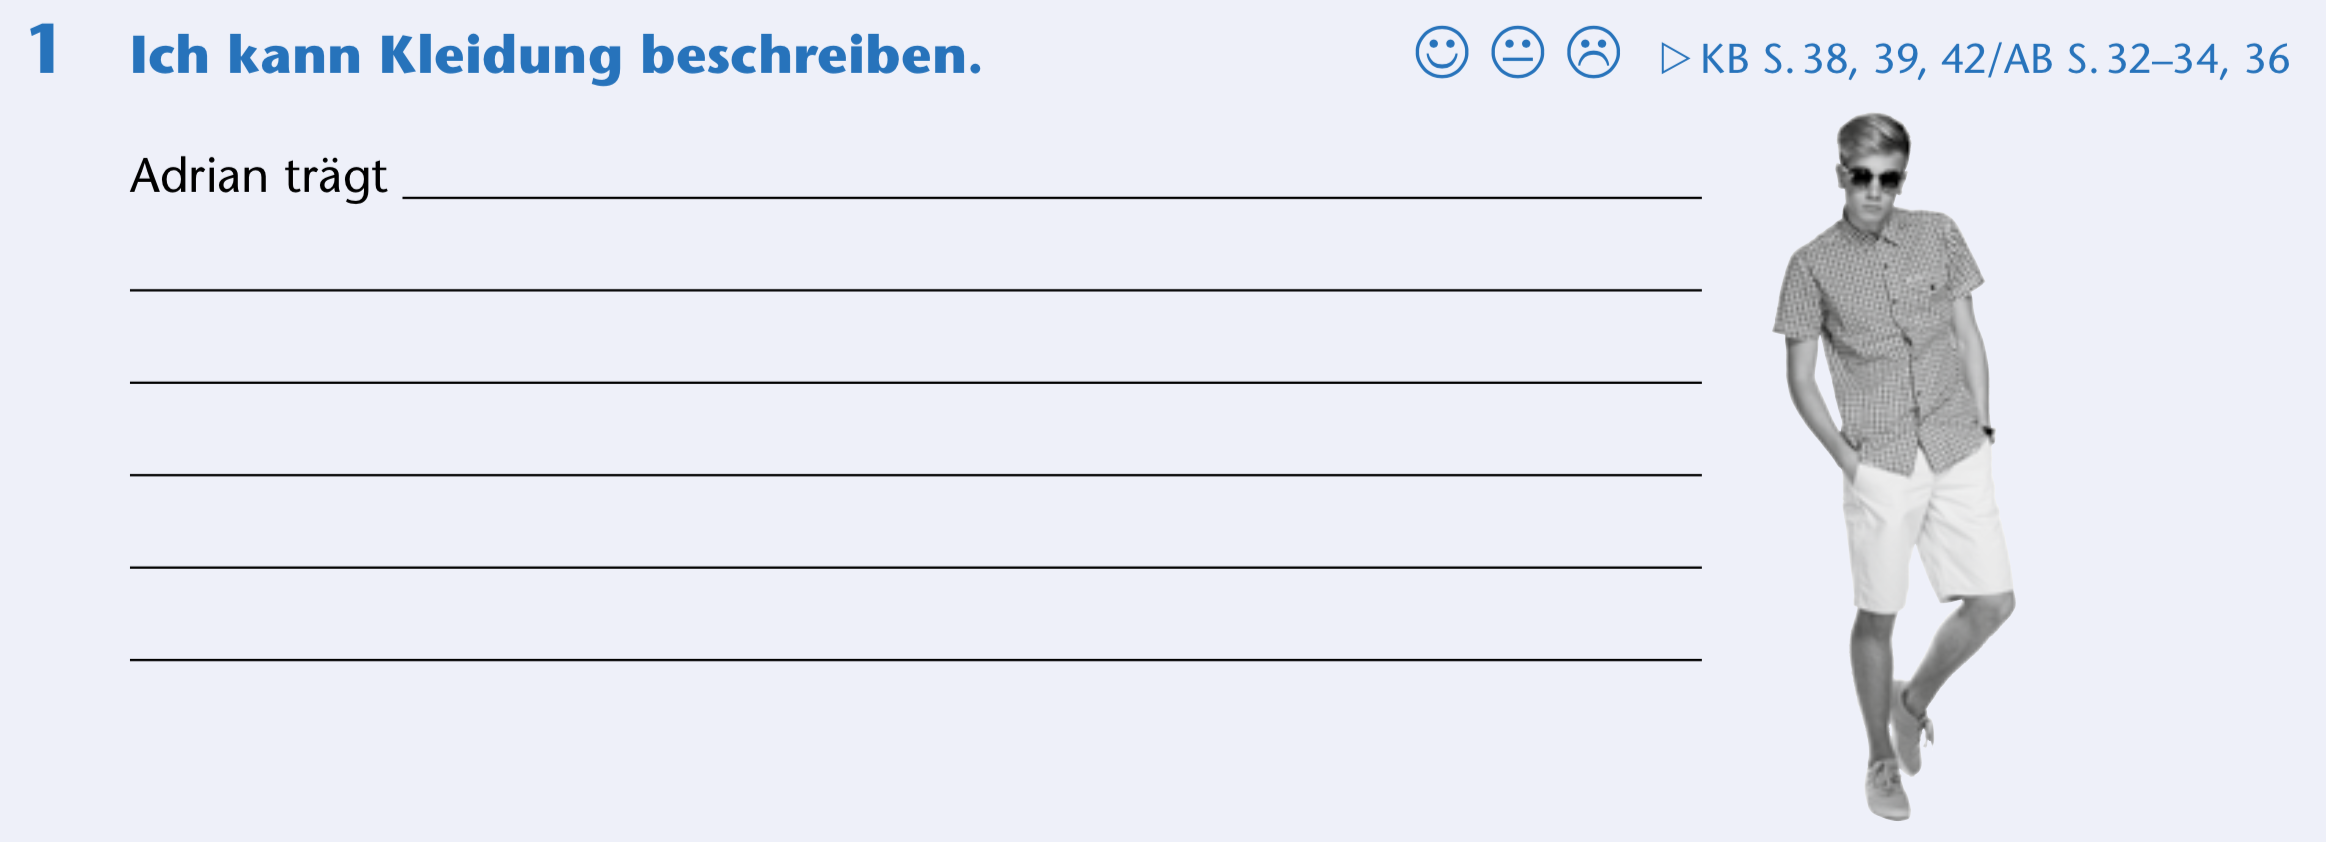 1 Ich kann Kleidung beschreiben. ▷ KB S. 38, 39, 42/AB S. 32–34, 36
Adrian trägt